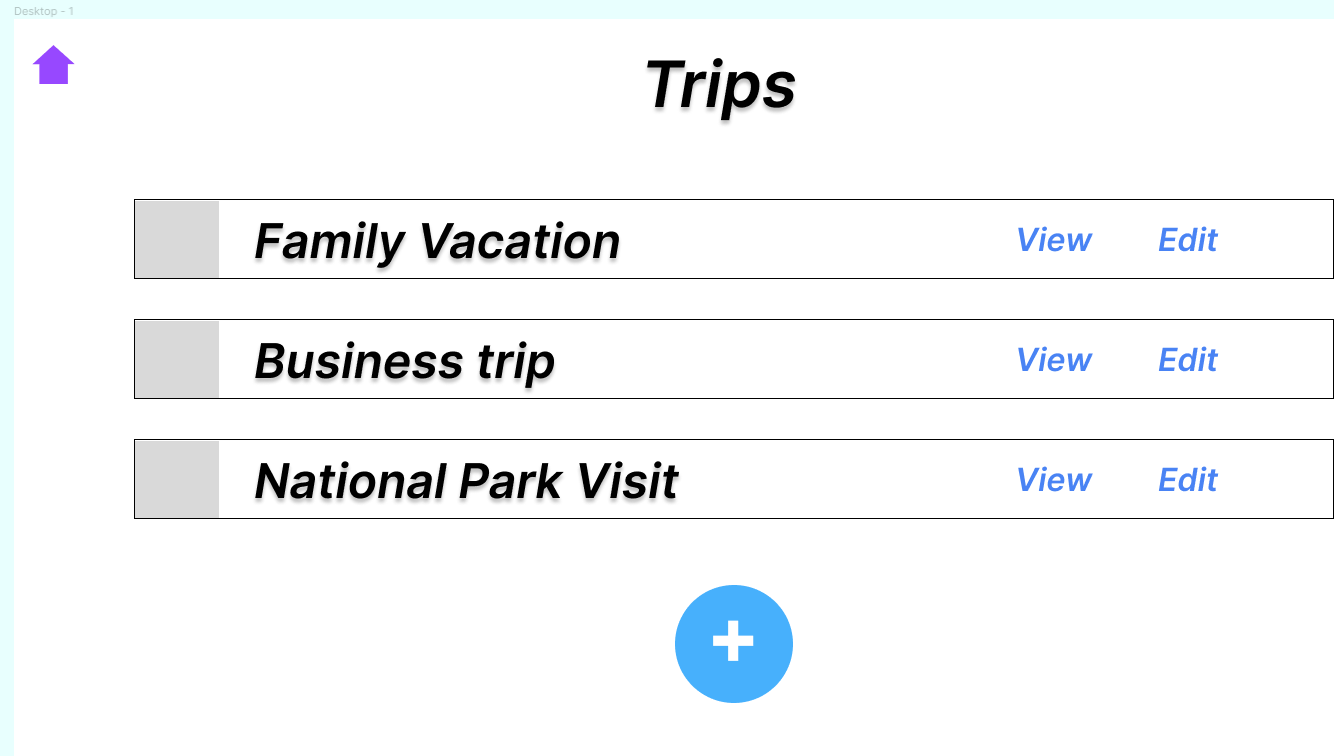 Desktop - 1
Trips
Family Vacation View Edit
Business trip View Edit
National Park Visit View Edit
+